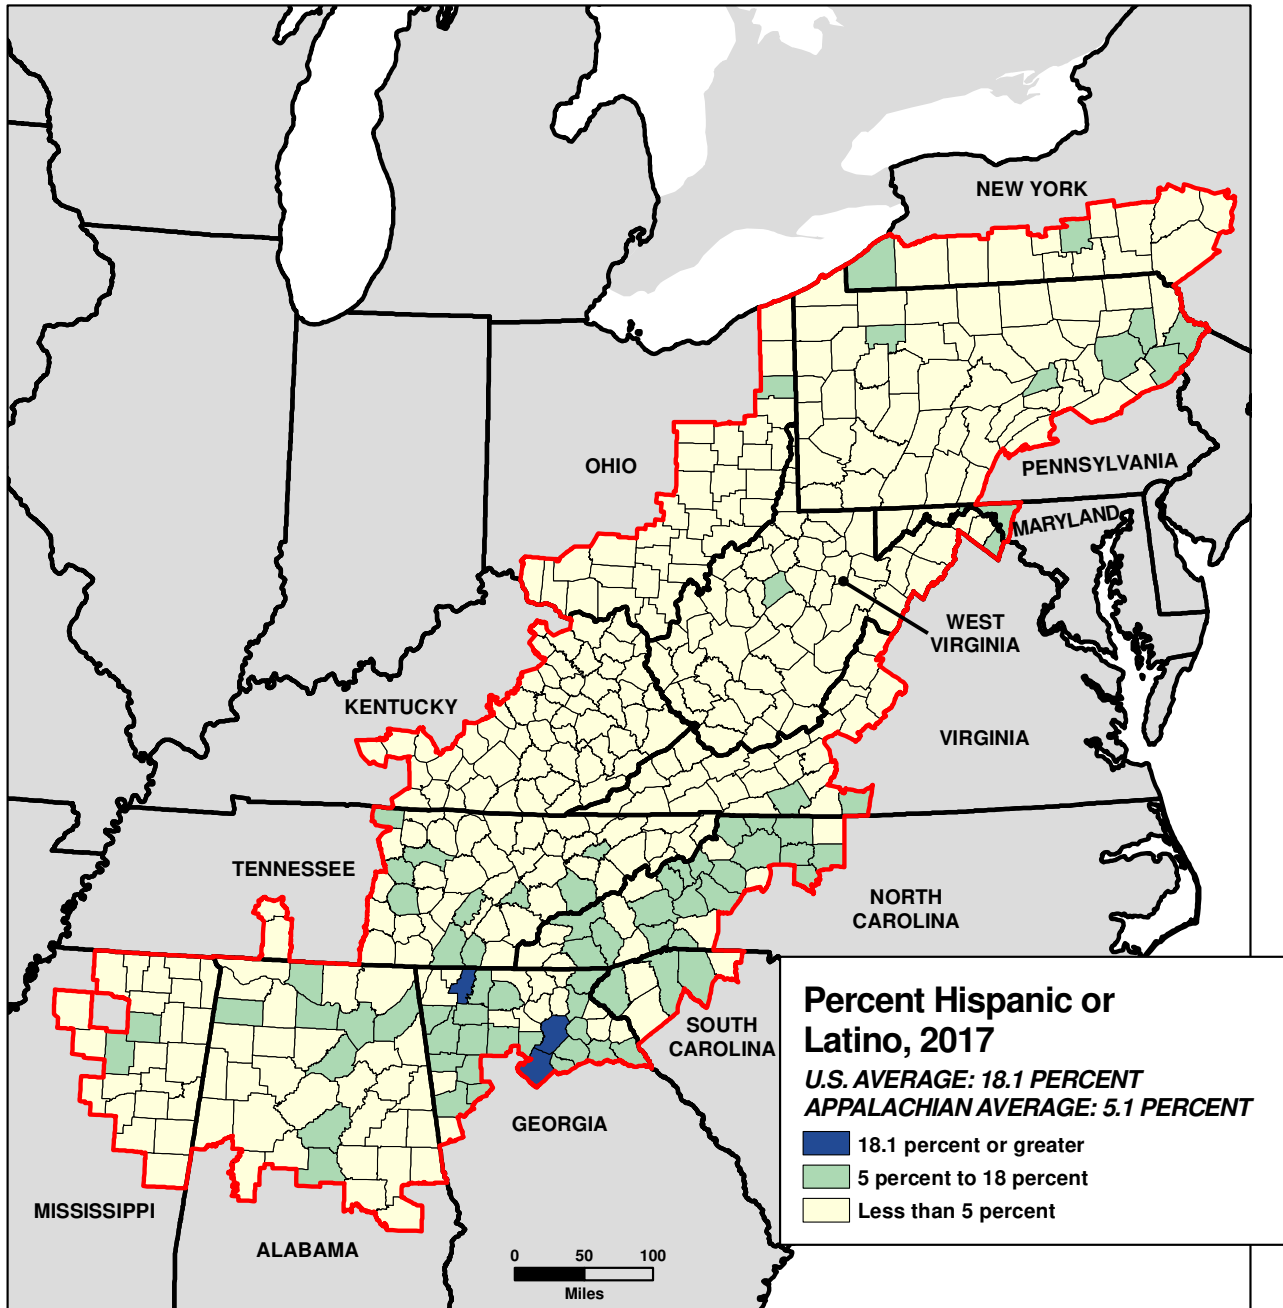 NEW YORK
OHIO
PENNSYLVANIA
MARYLAND
WEST
VIRGINIA
KENTUCKY
VIRGINIA
TENNESSEE
NORTH
CAROLINA
SOUTH
CAROLINA
GEORGIA
MISSISSIPPI
ALABAMA
Percent Hispanic or
Latino, 2017
U.S. AVERAGE: 18.1 PERCENT
APPALACHIAN AVERAGE: 5.1 PERCENT
18.1 percent or greater
5 percent to 18 percent
Less than 5 percent
0 50 100
Miles